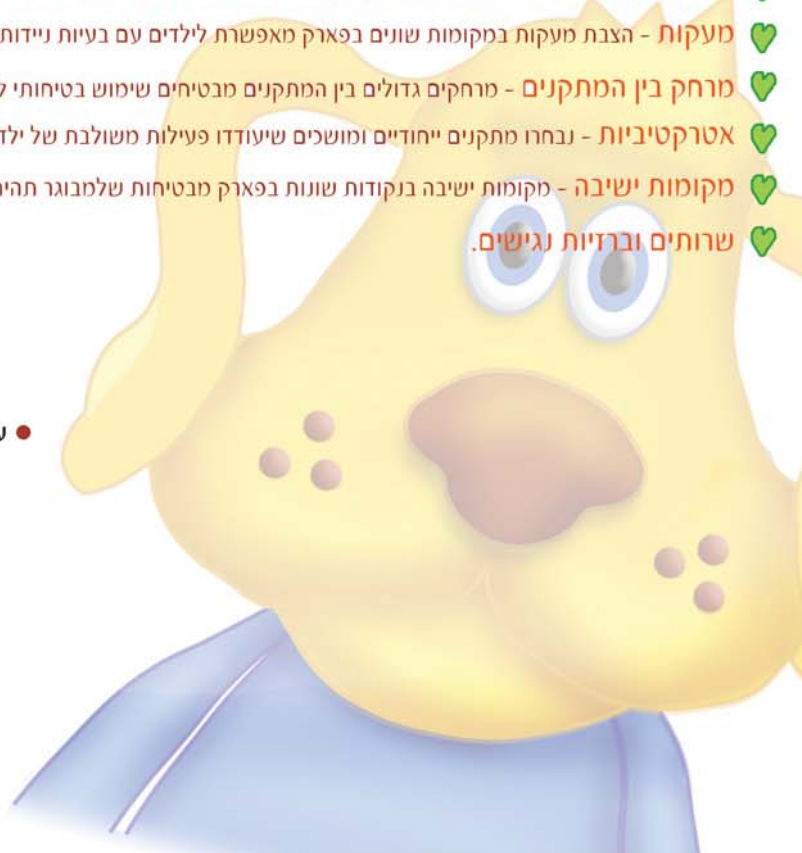 מעקות - הצבת מעקות במקומות שונים בפארק מאפשרת לילדים עם בעיות ניידות
מרחק בין המתקנים - מרחקים גדולים בין המתקנים מבטיחים שימוש בטיחותי
אטרקטיביות - נבחרו מתקנים ייחודיים ומושכים שיעודדו פעילות משולבת של
מקומות ישיבה - מקומות ישיבה בנקודות שונות בפארק מבטיחות שלמבוגר
שרותים וברזיות נגישים.